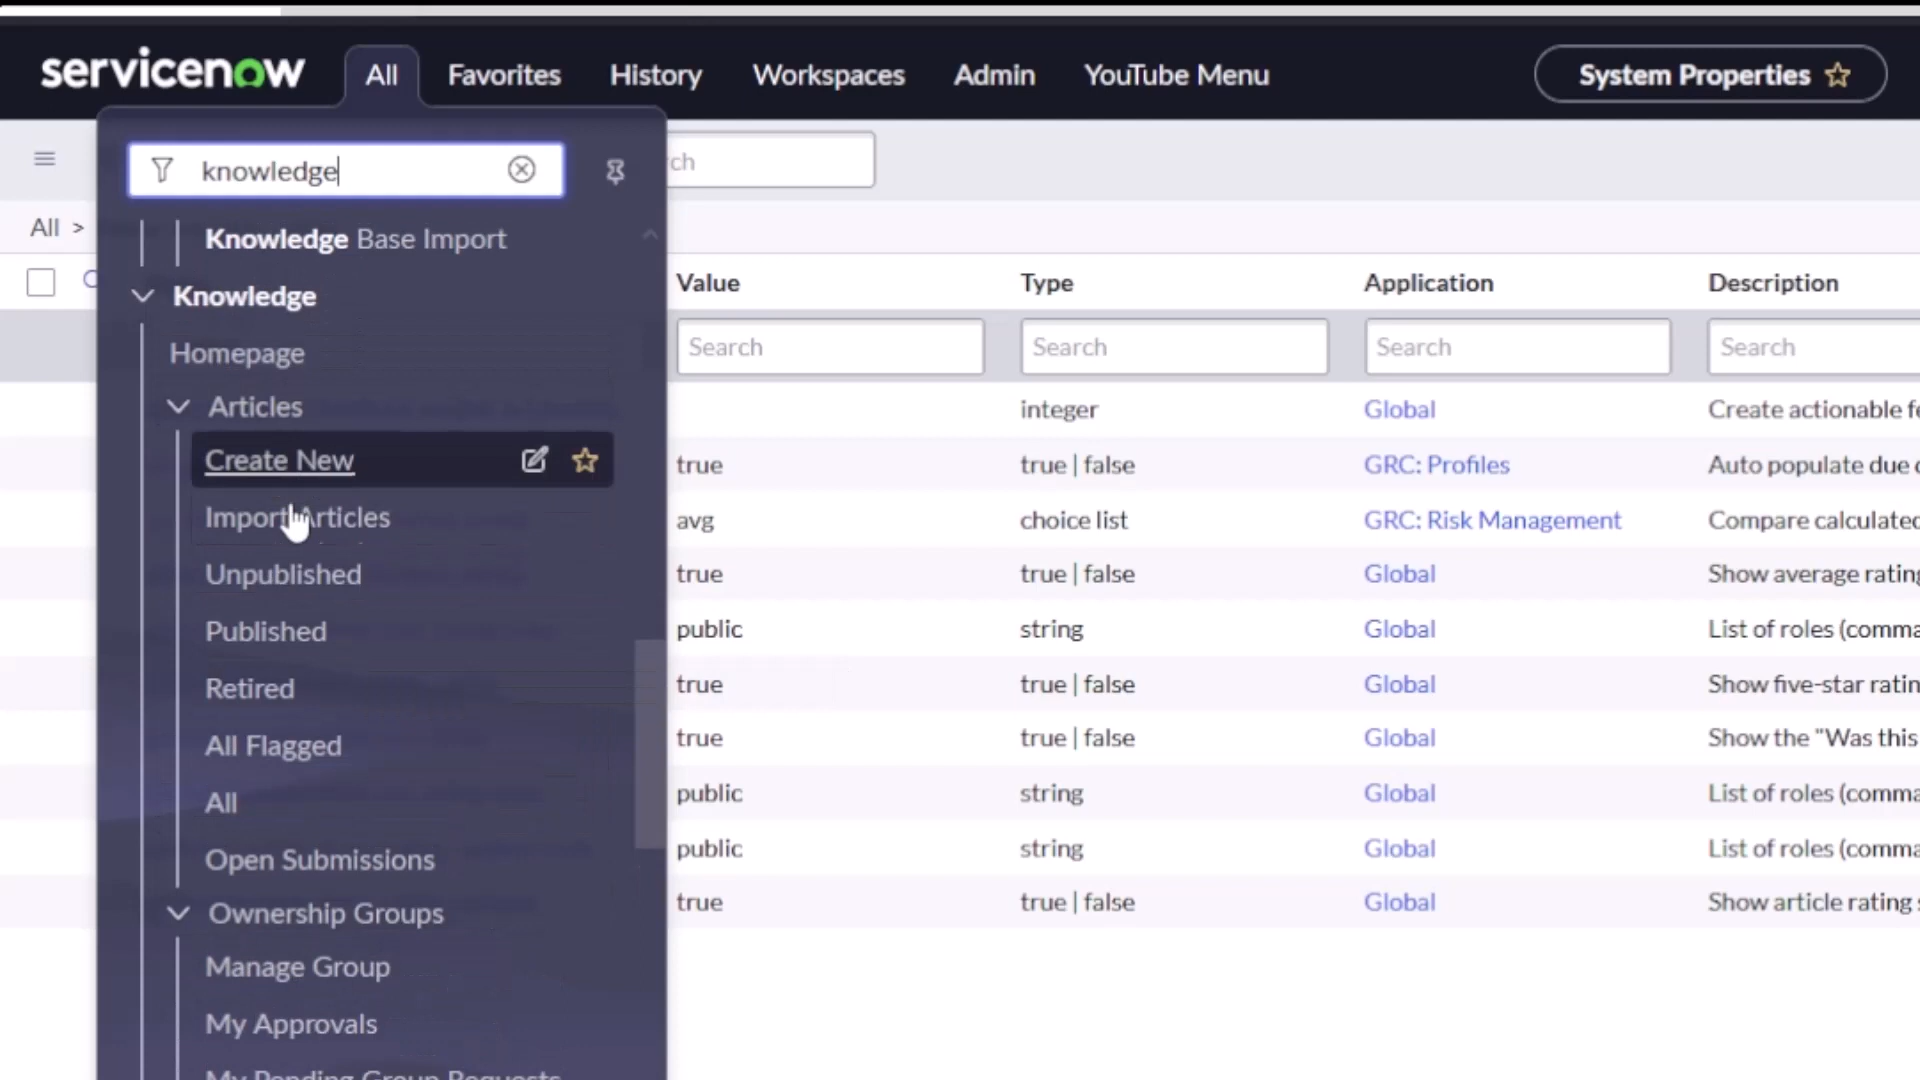 servicenow All Favorites History Workspaces Admin YouTube Menu System Properties
knowledge
ch
All >
Knowledge Base Import
Knowledge
Homepage
Articles
Create New
Import Articles
Unpublished
Published
Retired
All Flagged
All
Open Submissions
Ownership Groups
Manage Group
My Approvals
My Pending Group Requests
Value Type Application Description
Search Search Search Search
integer Global Create actionable fe
true true | false GRC: Profiles Auto populate due d
avg choice list GRC: Risk Management Compare calculated
true true | false Global Show average rating
public string Global List of roles (comma
true true | false Global Show five-star ratin
true true | false Global Show the "Was this
public string Global List of roles (comma
public string Global List of roles (comma
true true | false Global Show article rating s